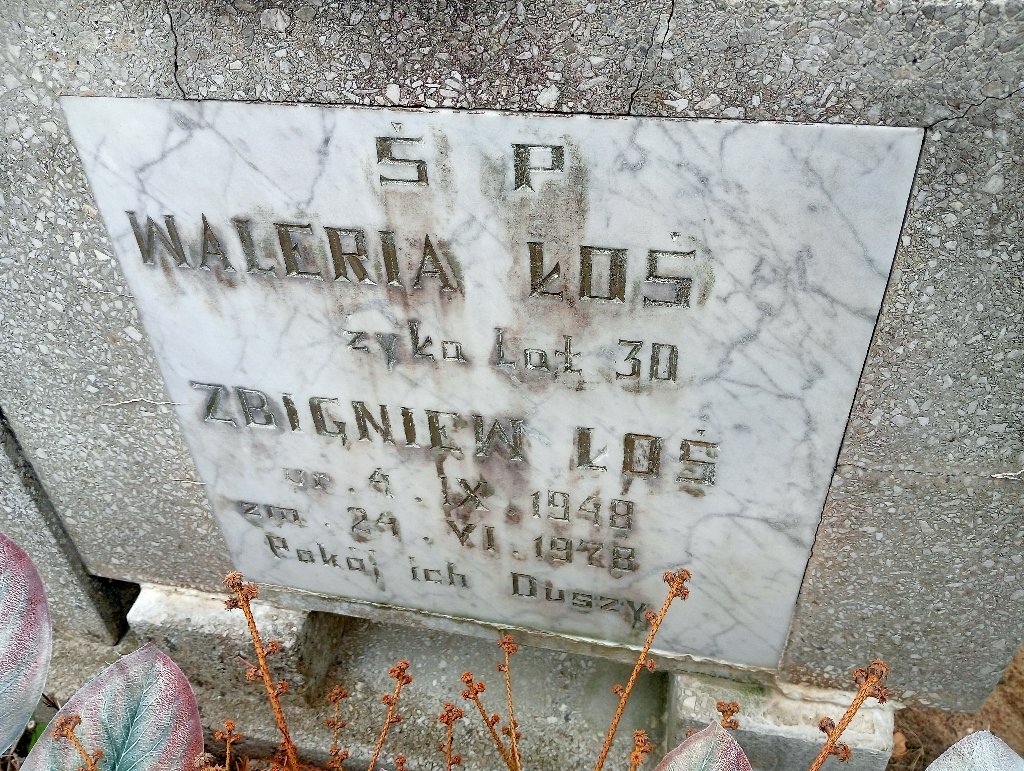 Ś P
WALERIA ŁOŚ
żyła Lat 30
ZBIGNIEW ŁOŚ
ur. 4. IX. 1948
zm. 24. VI. 1978
Pokój ich Duszy